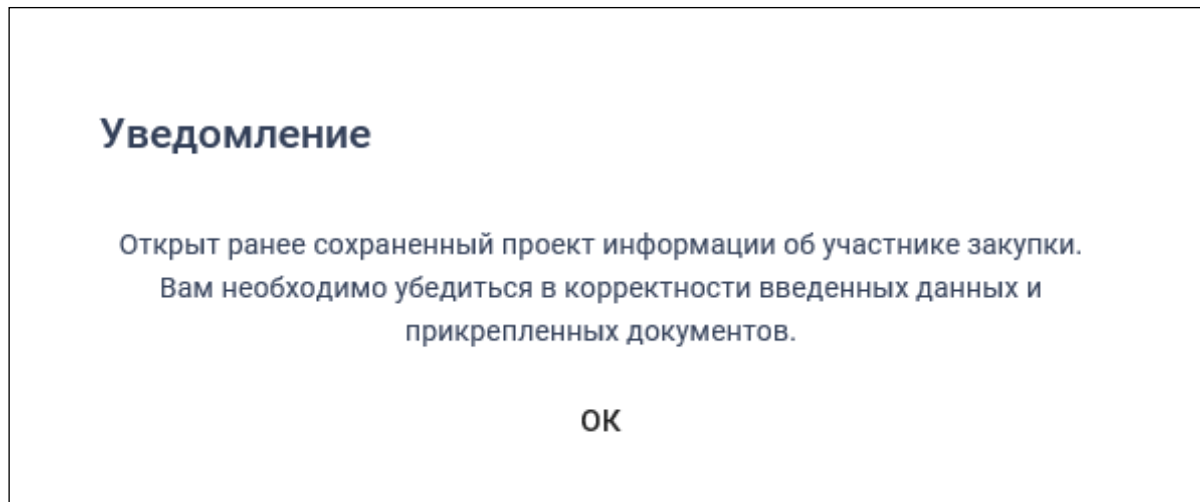 Уведомление
Открыт ранее сохраненный проект информации об участнике закупки.
Вам необходимо убедиться в корректности введенных данных и
прикрепленных документов.
ОК